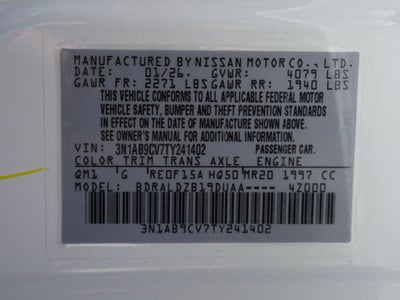 MANUFACTURED BY NISSAN MOTOR CO., LTD.
DATE: 01/26. GVWR: 4079 LBS
GAWR FR: 2271 LBS GAWR RR: 1940 LBS
THIS VEHICLE CONFORMS TO ALL APPLICABLE FEDERAL MOTOR
VEHICLE SAFETY, BUMPER, AND THEFT PREVENTION STANDARDS
IN EFFECT ON THE DATE OF MANUFACTURE SHOWN ABOVE.
SEE OWNER'S MANUAL FOR ADDITIONAL INFORMATION.
VIN: 3N1AB9CV7TY241402 PASSENGER CAR.
COLOR TRIM TRANS AXLE ENGINE
QM1 G RE0F15A HQ50 MR20 1997 CC
MODEL: BDRALDZB19DUAA---- 4Z000
3N1AB9CV7TY241402